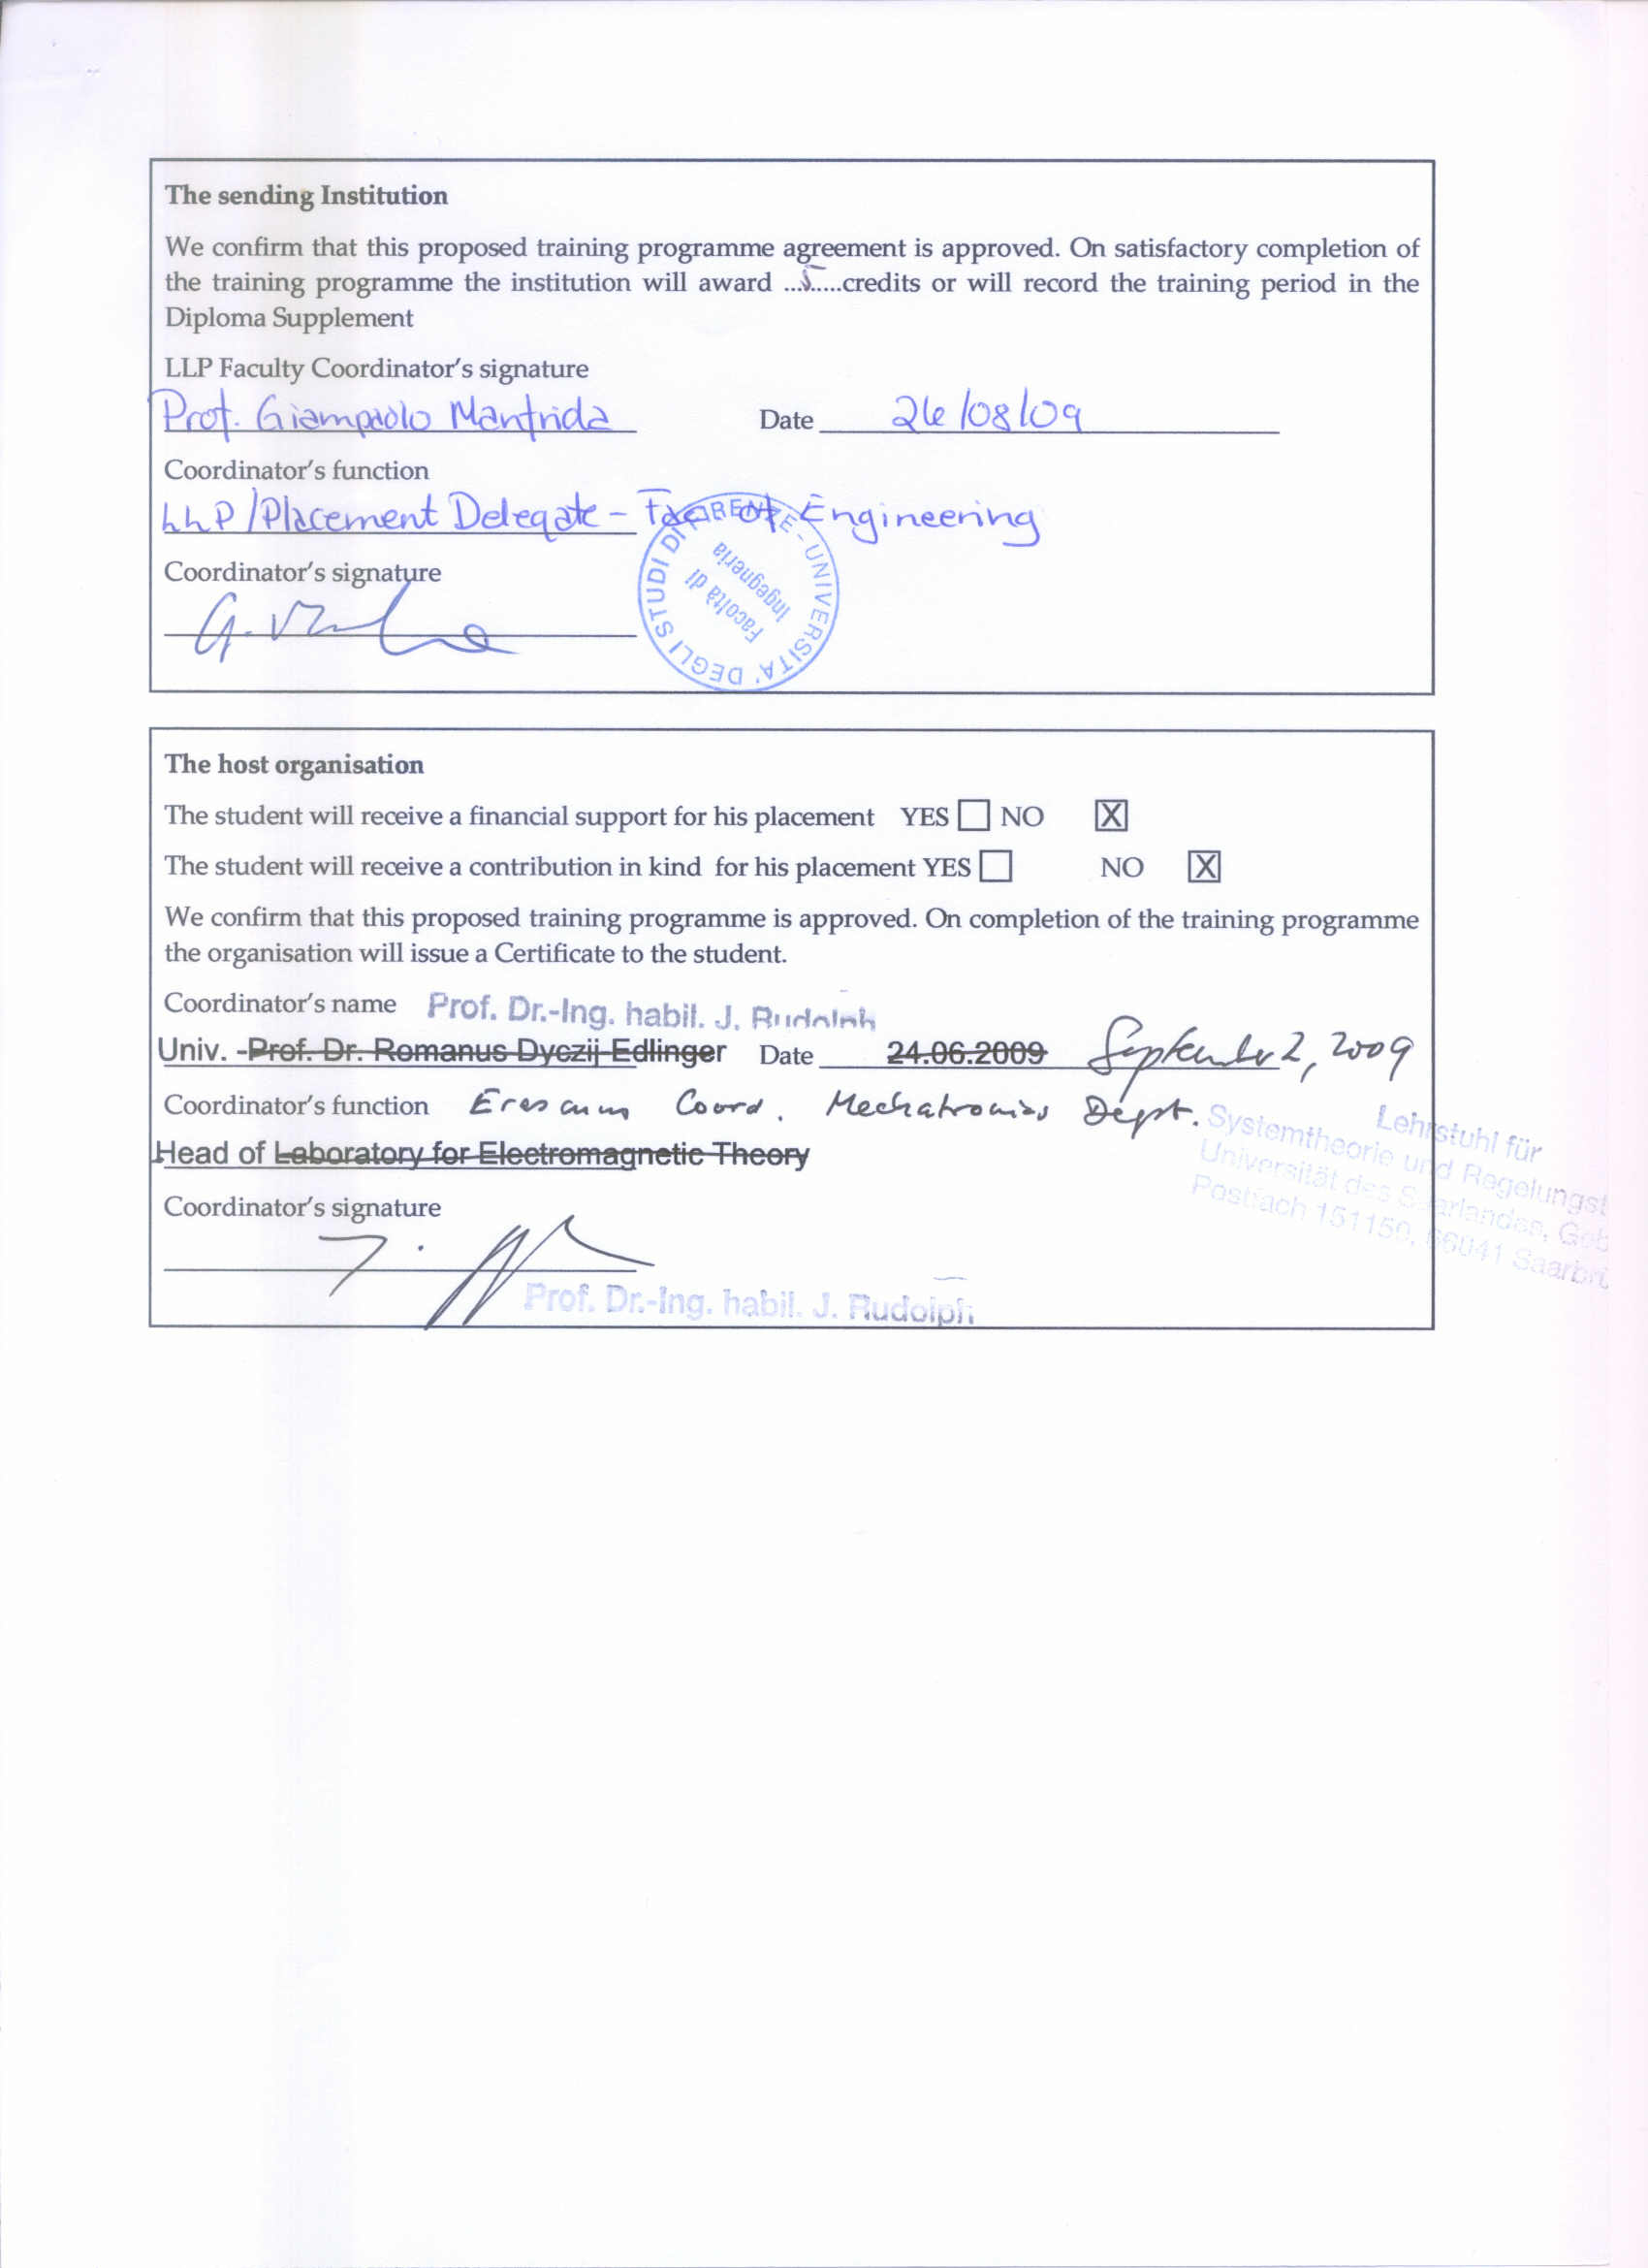 The sending Institution
We confirm that this proposed training programme agreement is approved. On satisfactory completion of
the training programme the institution will award ...5.....credits or will record the training period in the
Diploma Supplement
LLP Faculty Coordinator's signature
Prof. Giampaolo Manfrida Date 26/08/09
Coordinator's function
LLP/Placement Delegate - Fac. of Engineering
Coordinator's signature
UNIVERSITA' DEGLI STUDI DI FIRENZE -
Facoltà di
Ingegneria
The host organisation
The student will receive a financial support for his placement YES NO X
The student will receive a contribution in kind for his placement YES NO X
We confirm that this proposed training programme is approved. On completion of the training programme
the organisation will issue a Certificate to the student.
Coordinator's name Prof. Dr.-Ing. habil. J. Rudolph
Univ. -Prof. Dr. Romanus Dyczij-Edlinger Date 24.06.2009 September 2, 2009
Coordinator's function Erasmus Coord. Mechatronics Dept.
Head of Laboratory for Electromagnetic Theory
Lehrstuhl für
Systemtheorie und Regelungst
Universität des Saarlandes, Geb
Postfach 151150, 66041 Saarbrü
Coordinator's signature
Prof. Dr.-Ing. habil. J. Rudolph